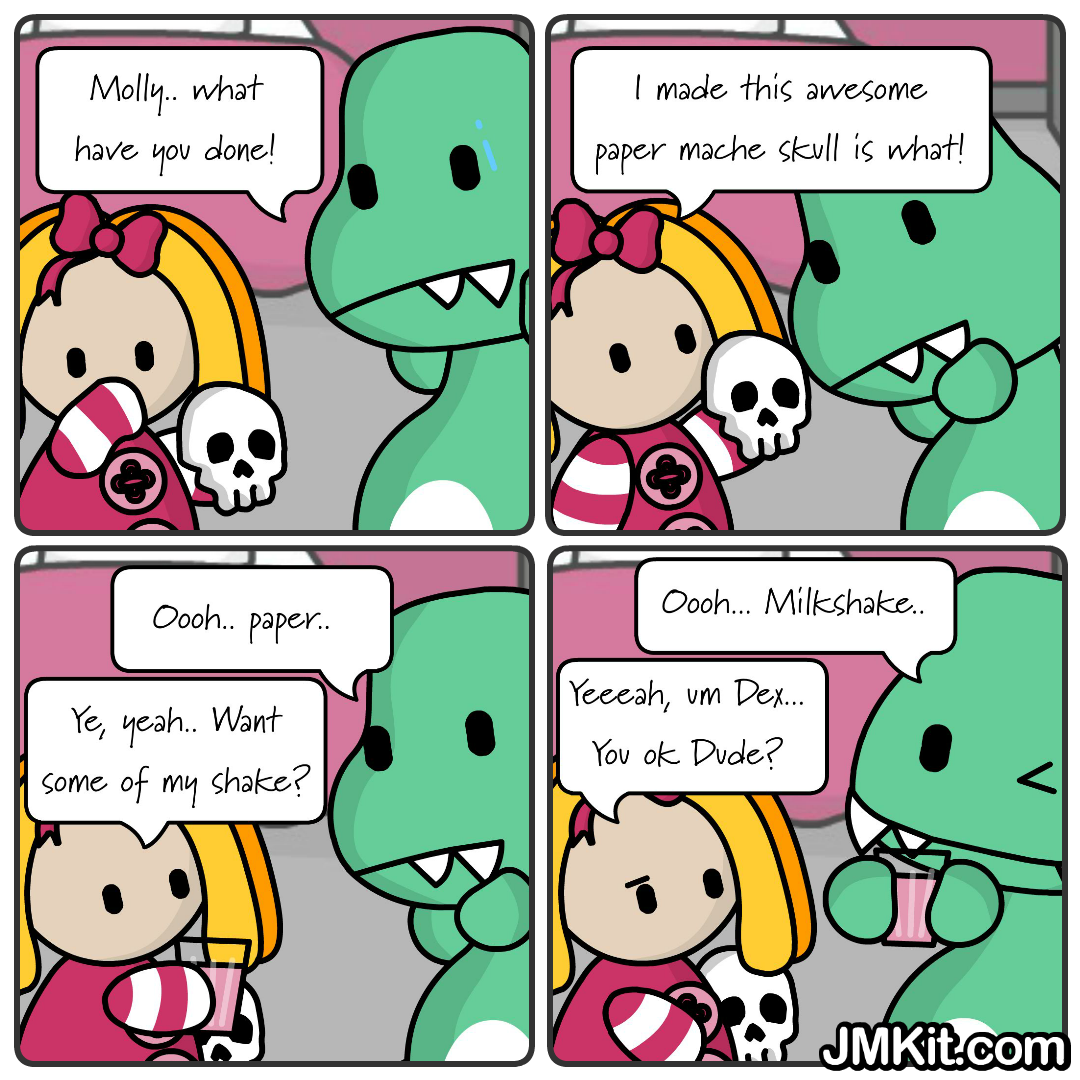 Molly.. what
have you done!
I made this awesome
paper mache skull is what!
Oooh.. paper..
Ye, yeah.. Want
some of my shake?
Oooh... Milkshake..
Yeeeah, um Dex...
You ok Dude?
JMKit.com